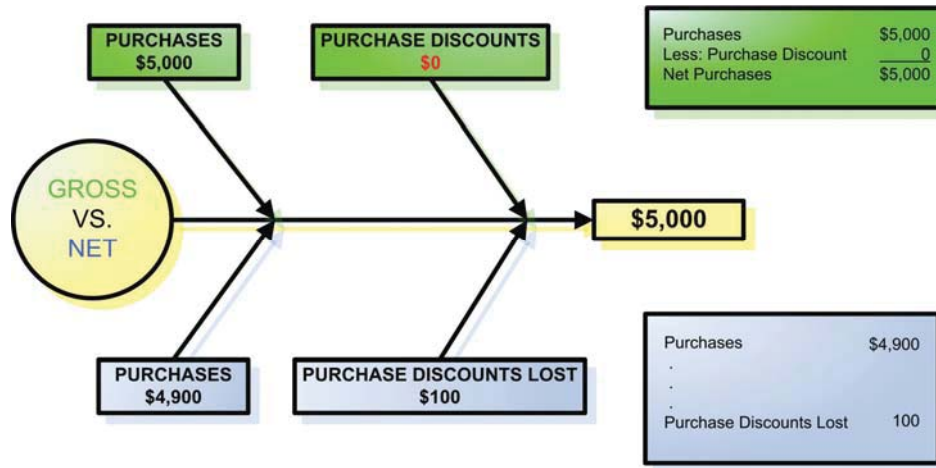 PURCHASES
$5,000
PURCHASE DISCOUNTS
$0
Purchases $5,000
Less: Purchase Discount 0
Net Purchases $5,000
GROSS
VS.
NET
$5,000
PURCHASES
$4,900
PURCHASE DISCOUNTS LOST
$100
Purchases $4,900
.
.
.
Purchase Discounts Lost 100